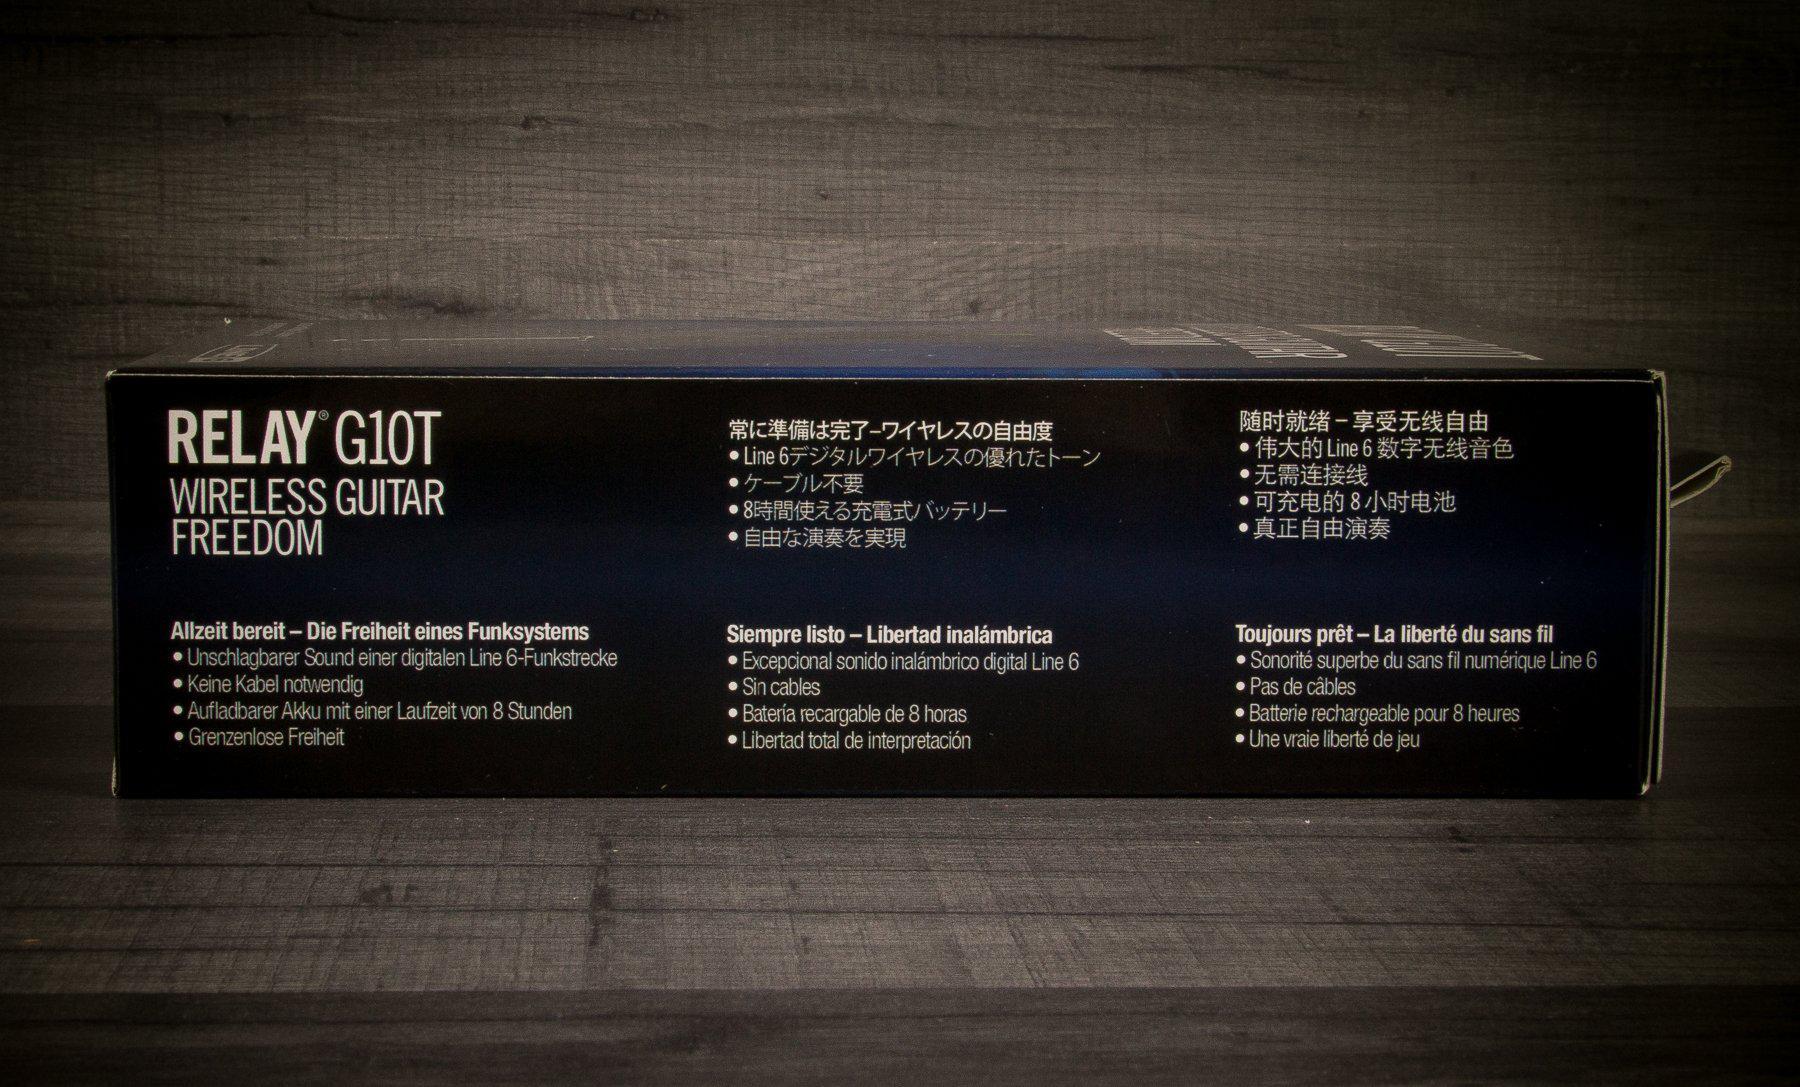 RELAY® G10T
WIRELESS GUITAR
FREEDOM
常に準備は完了–ワイヤレスの自由度
• Line 6デジタルワイヤレスの優れたトーン
• ケーブル不要
• 8時間使える充電式バッテリー
• 自由な演奏を実現
随时就绪 – 享受无线自由
• 伟大的 Line 6 数字无线音色
• 无需连接线
• 可充电的 8 小时电池
• 真正自由演奏
Allzeit bereit – Die Freiheit eines Funksystems
• Unschlagbarer Sound einer digitalen Line 6-Funkstrecke
• Keine Kabel notwendig
• Aufladbarer Akku mit einer Laufzeit von 8 Stunden
• Grenzenlose Freiheit
Siempre listo – Libertad inalámbrica
• Excepcional sonido inalámbrico digital Line 6
• Sin cables
• Batería recargable de 8 horas
• Libertad total de interpretación
Toujours prêt – La liberté du sans fil
• Sonorité superbe du sans fil numérique Line 6
• Pas de câbles
• Batterie rechargeable pour 8 heures
• Une vraie liberté de jeu